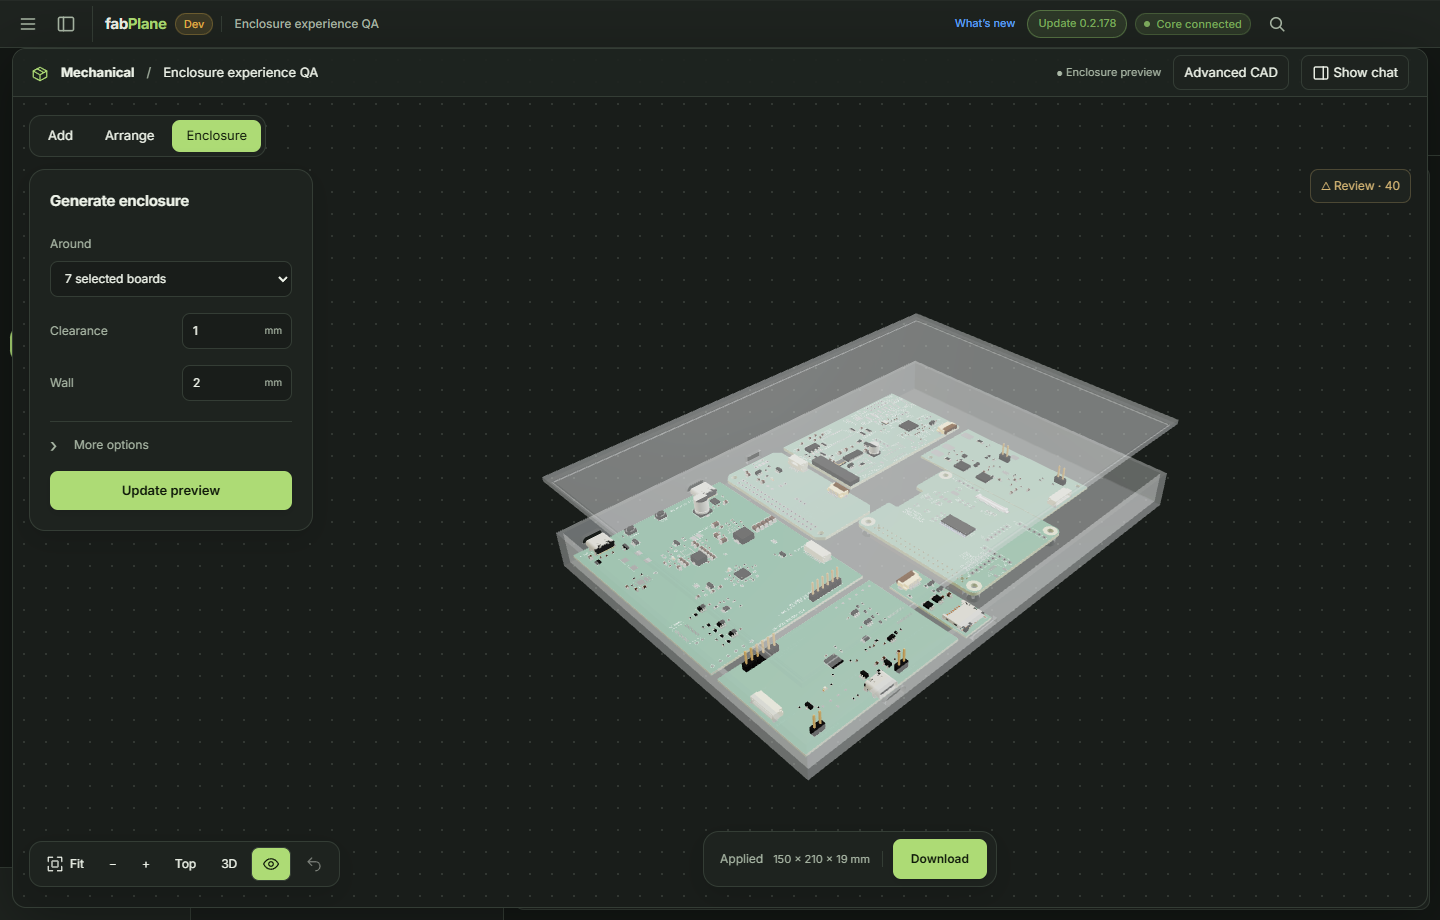 fabPlane Dev Enclosure experience QA What's new Update 0.2.178 Core connected
Mechanical / Enclosure experience QA Enclosure preview Advanced CAD Show chat
Add Arrange Enclosure
Review · 40
Generate enclosure
Around
7 selected boards
Clearance 1 mm
Wall 2 mm
More options
Update preview
Fit − + Top 3D
Applied 150 × 210 × 19 mm Download